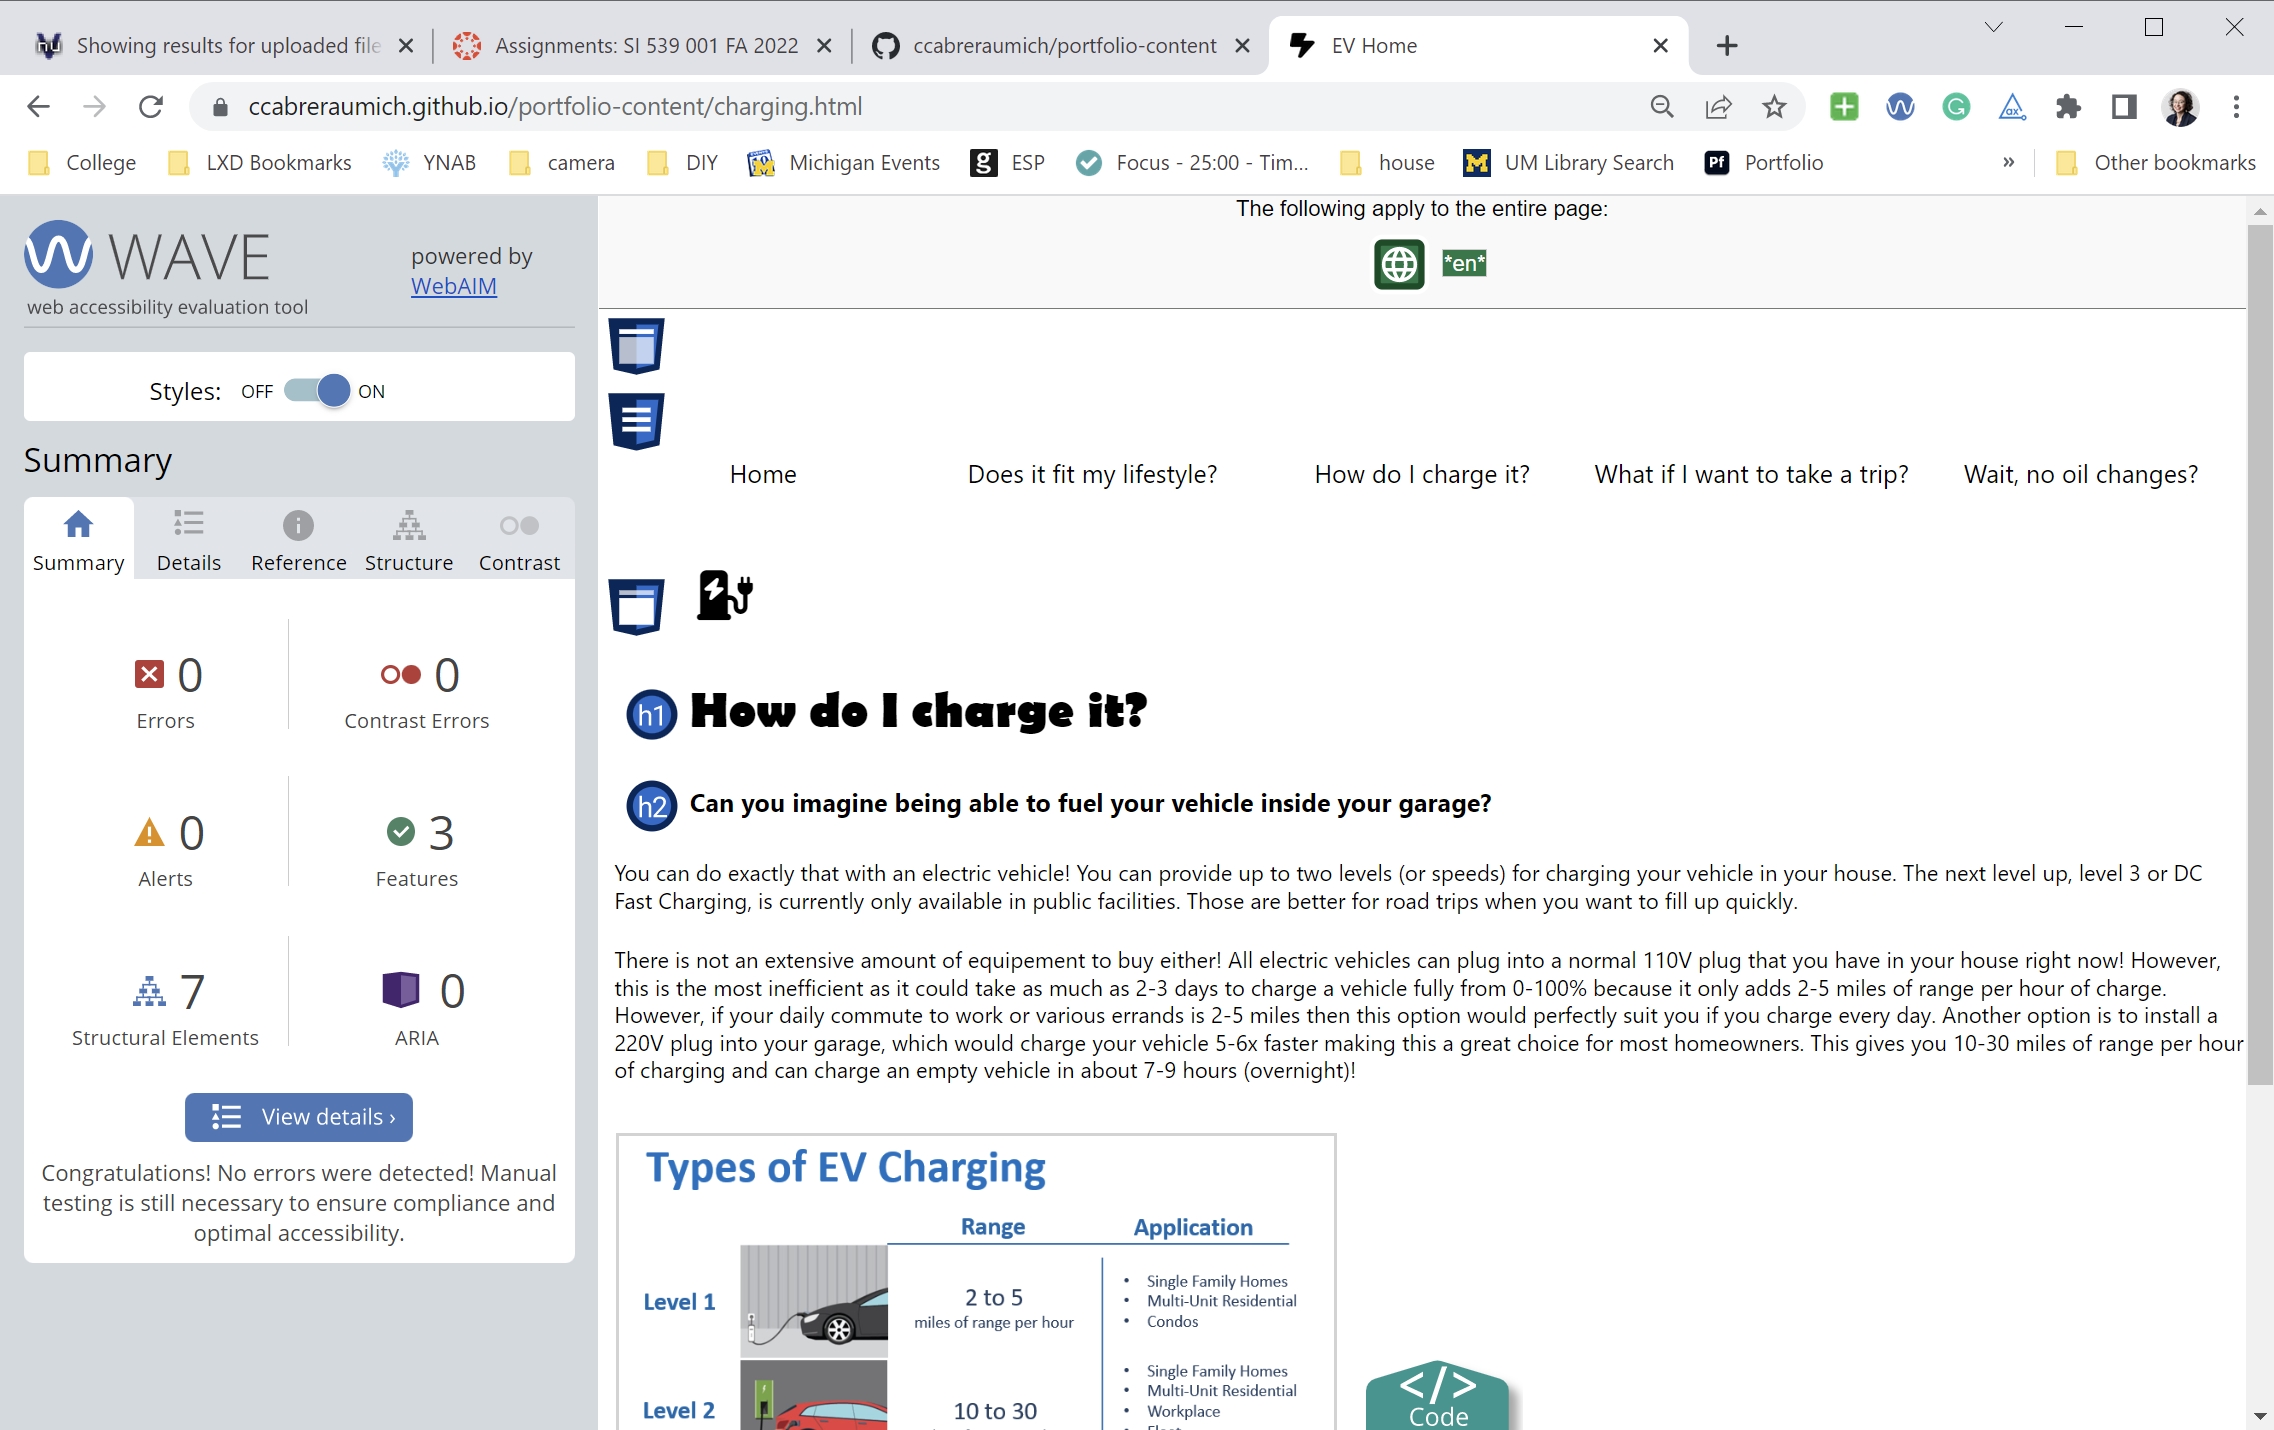 Showing results for uploaded file
Assignments: SI 539 001 FA 2022
ccabreraumich/portfolio-content
EV Home
ccabreraumich.github.io/portfolio-content/charging.html
College
LXD Bookmarks
YNAB
camera
DIY
Michigan Events
g
ESP
Focus - 25:00 - Tim...
house
M
UM Library Search
Pf
Portfolio
»
Other bookmarks
WAVE
web accessibility evaluation tool
powered by
WebAIM
Styles: OFF ON
Summary
Summary
Details
Reference
Structure
Contrast
0
Errors
0
Contrast Errors
0
Alerts
3
Features
7
Structural Elements
0
ARIA
View details ›
Congratulations! No errors were detected! Manual
testing is still necessary to ensure compliance and
optimal accessibility.
The following apply to the entire page:
*en*
Home
Does it fit my lifestyle?
How do I charge it?
What if I want to take a trip?
Wait, no oil changes?
h1 How do I charge it?
h2 Can you imagine being able to fuel your vehicle inside your garage?
You can do exactly that with an electric vehicle! You can provide up to two levels (or speeds) for charging your vehicle in your house. The next level up, level 3 or DC
Fast Charging, is currently only available in public facilities. Those are better for road trips when you want to fill up quickly.
There is not an extensive amount of equipement to buy either! All electric vehicles can plug into a normal 110V plug that you have in your house right now! However,
this is the most inefficient as it could take as much as 2-3 days to charge a vehicle fully from 0-100% because it only adds 2-5 miles of range per hour of charge.
However, if your daily commute to work or various errands is 2-5 miles then this option would perfectly suit you if you charge every day. Another option is to install a
220V plug into your garage, which would charge your vehicle 5-6x faster making this a great choice for most homeowners. This gives you 10-30 miles of range per hour
of charging and can charge an empty vehicle in about 7-9 hours (overnight)!
Types of EV Charging
Range
Application
Level 1
2 to 5
miles of range per hour
• Single Family Homes
• Multi-Unit Residential
• Condos
Level 2
10 to 30
• Single Family Homes
• Multi-Unit Residential
• Workplace
</>
Code